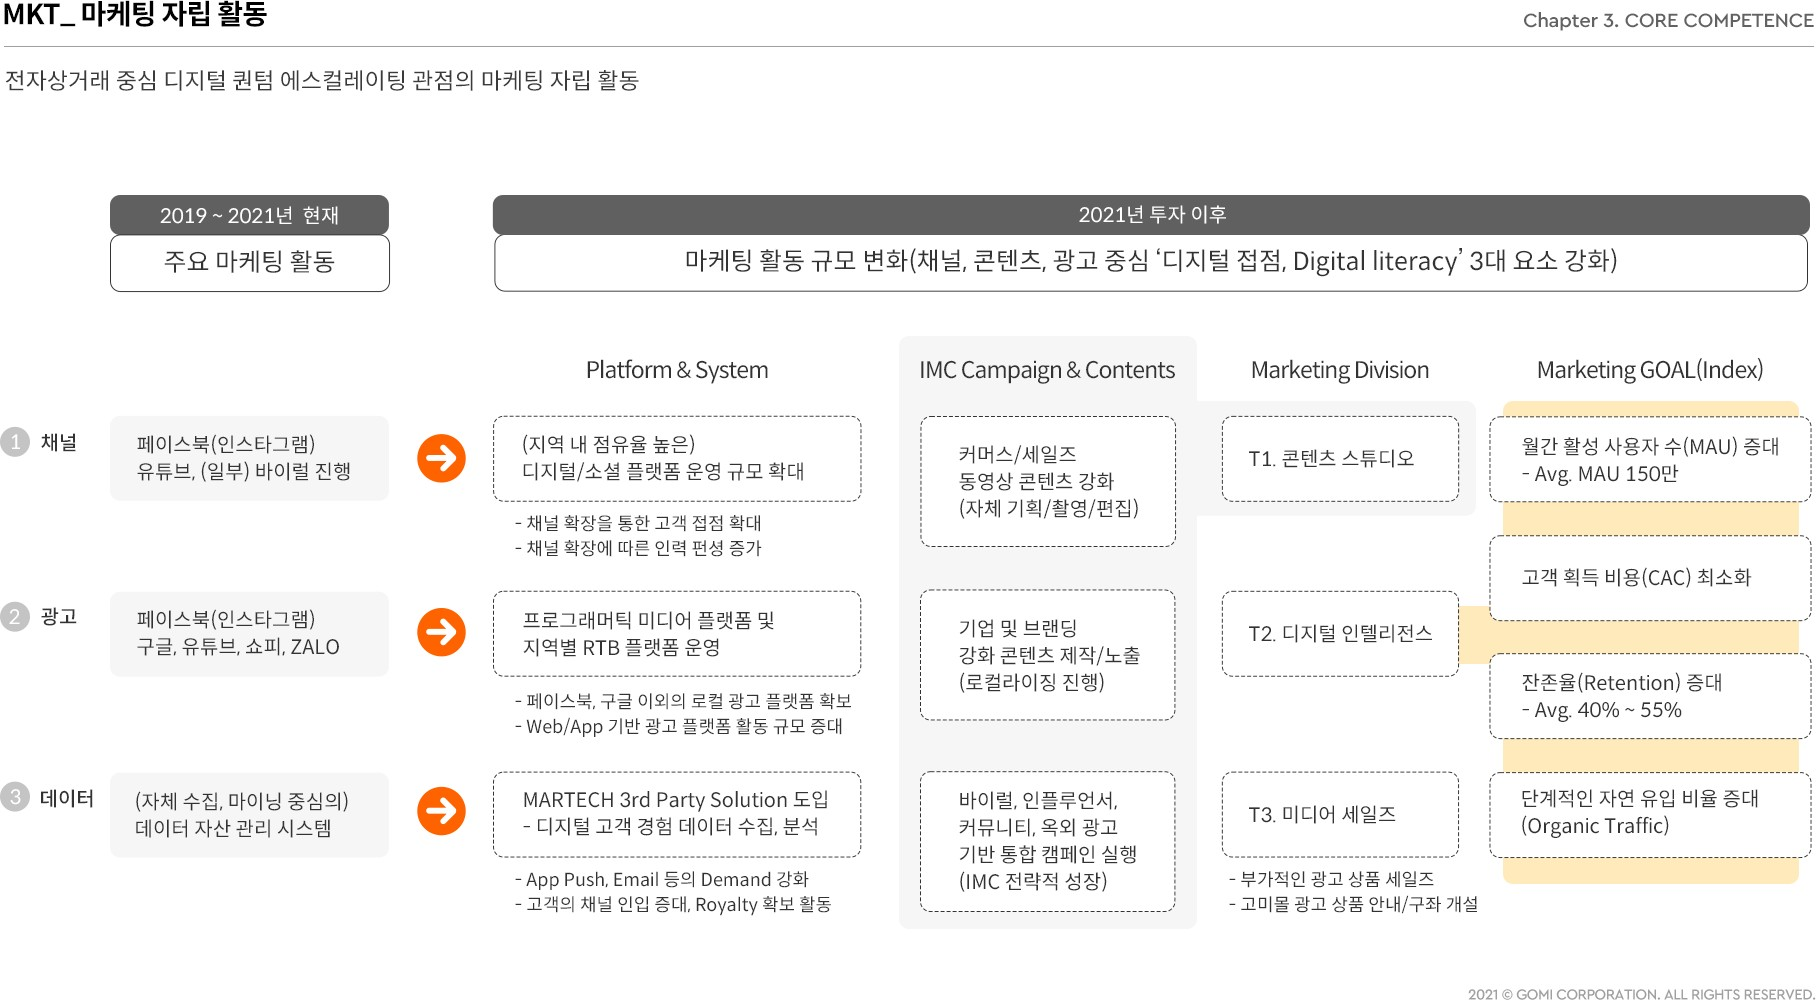 MKT_ 마케팅 자립 활동
Chapter 3. CORE COMPETENCE
전자상거래 중심 디지털 퀀텀 에스컬레이팅 관점의 마케팅 자립 활동
2019 ~ 2021년 현재
주요 마케팅 활동
2021년 투자 이후
마케팅 활동 규모 변화(채널, 콘텐츠, 광고 중심 ‘디지털 접점, Digital literacy’ 3대 요소 강화)
Platform & System
IMC Campaign & Contents
Marketing Division
Marketing GOAL(Index)
1 채널
페이스북(인스타그램)
유튜브, (일부) 바이럴 진행
(지역 내 점유율 높은)
디지털/소셜 플랫폼 운영 규모 확대
- 채널 확장을 통한 고객 접점 확대
- 채널 확장에 따른 인력 펀셩 증가
커머스/세일즈
동영상 콘텐츠 강화
(자체 기획/촬영/편집)
T1. 콘텐츠 스튜디오
월간 활성 사용자 수(MAU) 증대
- Avg. MAU 150만
고객 획득 비용(CAC) 최소화
2 광고
페이스북(인스타그램)
구글, 유튜브, 쇼피, ZALO
프로그래머틱 미디어 플랫폼 및
지역별 RTB 플랫폼 운영
- 페이스북, 구글 이외의 로컬 광고 플랫폼 확보
- Web/App 기반 광고 플랫폼 활동 규모 증대
기업 및 브랜딩
강화 콘텐츠 제작/노출
(로컬라이징 진행)
T2. 디지털 인텔리전스
잔존율(Retention) 증대
- Avg. 40% ~ 55%
3 데이터
(자체 수집, 마이닝 중심의)
데이터 자산 관리 시스템
MARTECH 3rd Party Solution 도입
- 디지털 고객 경험 데이터 수집, 분석
- App Push, Email 등의 Demand 강화
- 고객의 채널 인입 증대, Royalty 확보 활동
바이럴, 인플루언서,
커뮤니티, 옥외 광고
기반 통합 캠페인 실행
(IMC 전략적 성장)
T3. 미디어 세일즈
- 부가적인 광고 상품 세일즈
- 고미몰 광고 상품 안내/구좌 개설
단계적인 자연 유입 비율 증대
(Organic Traffic)
2021 © GOMI CORPORATION. ALL RIGHTS RESERVED.